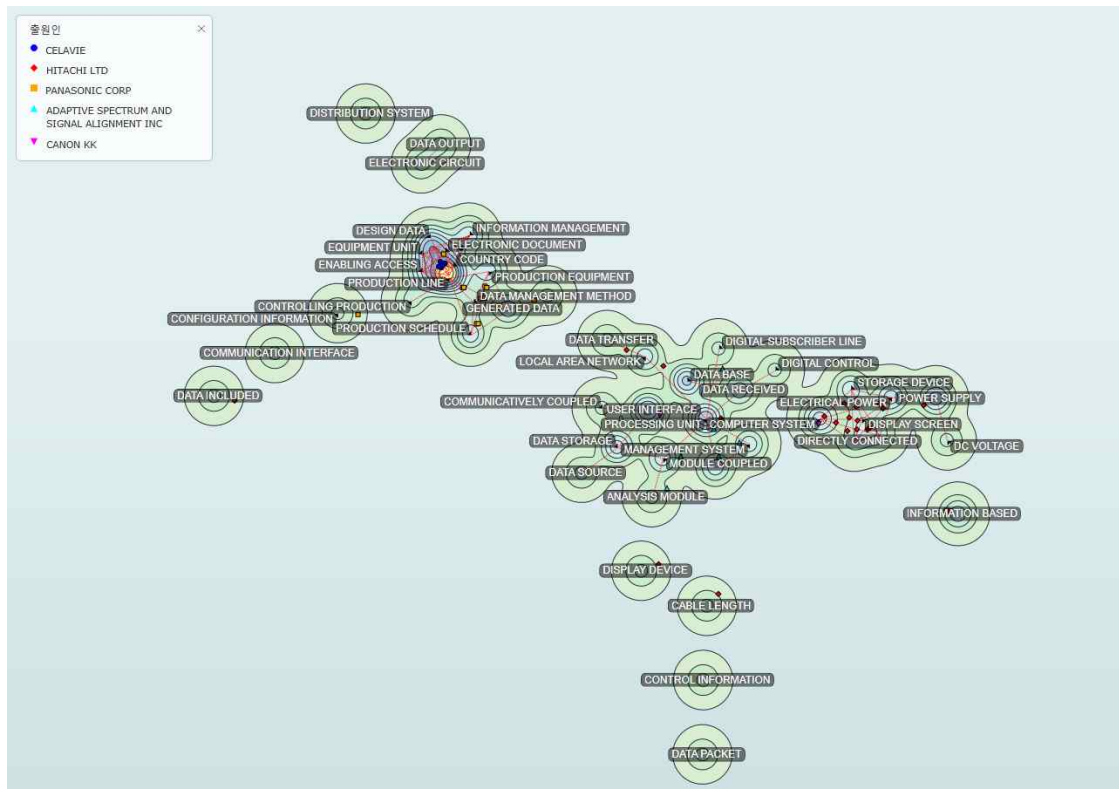 출원인
CELAVIE
HITACHI LTD
PANASONIC CORP
ADAPTIVE SPECTRUM AND
SIGNAL ALIGNMENT INC
CANON KK
DISTRIBUTION SYSTEM
DATA OUTPUT
ELECTRONIC CIRCUIT
INFORMATION MANAGEMENT
DESIGN DATA
ELECTRONIC DOCUMENT
EQUIPMENT UNIT
COUNTRY CODE
ENABLING ACCESS
PRODUCTION EQUIPMENT
PRODUCTION LINE
DATA MANAGEMENT METHOD
CONTROLLING PRODUCTION
GENERATED DATA
CONFIGURATION INFORMATION
PRODUCTION SCHEDULE
COMMUNICATION INTERFACE
DATA INCLUDED
DATA TRANSFER
DIGITAL SUBSCRIBER LINE
LOCAL AREA NETWORK
DIGITAL CONTROL
DATA BASE
DATA RECEIVED
STORAGE DEVICE
COMMUNICATIVELY COUPLED
ELECTRICAL POWER
POWER SUPPLY
USER INTERFACE
PROCESSING UNIT
COMPUTER SYSTEM
DISPLAY SCREEN
DATA STORAGE
DIRECTLY CONNECTED
MANAGEMENT SYSTEM
DC VOLTAGE
MODULE COUPLED
DATA SOURCE
ANALYSIS MODULE
INFORMATION BASED
DISPLAY DEVICE
CABLE LENGTH
CONTROL INFORMATION
DATA PACKET